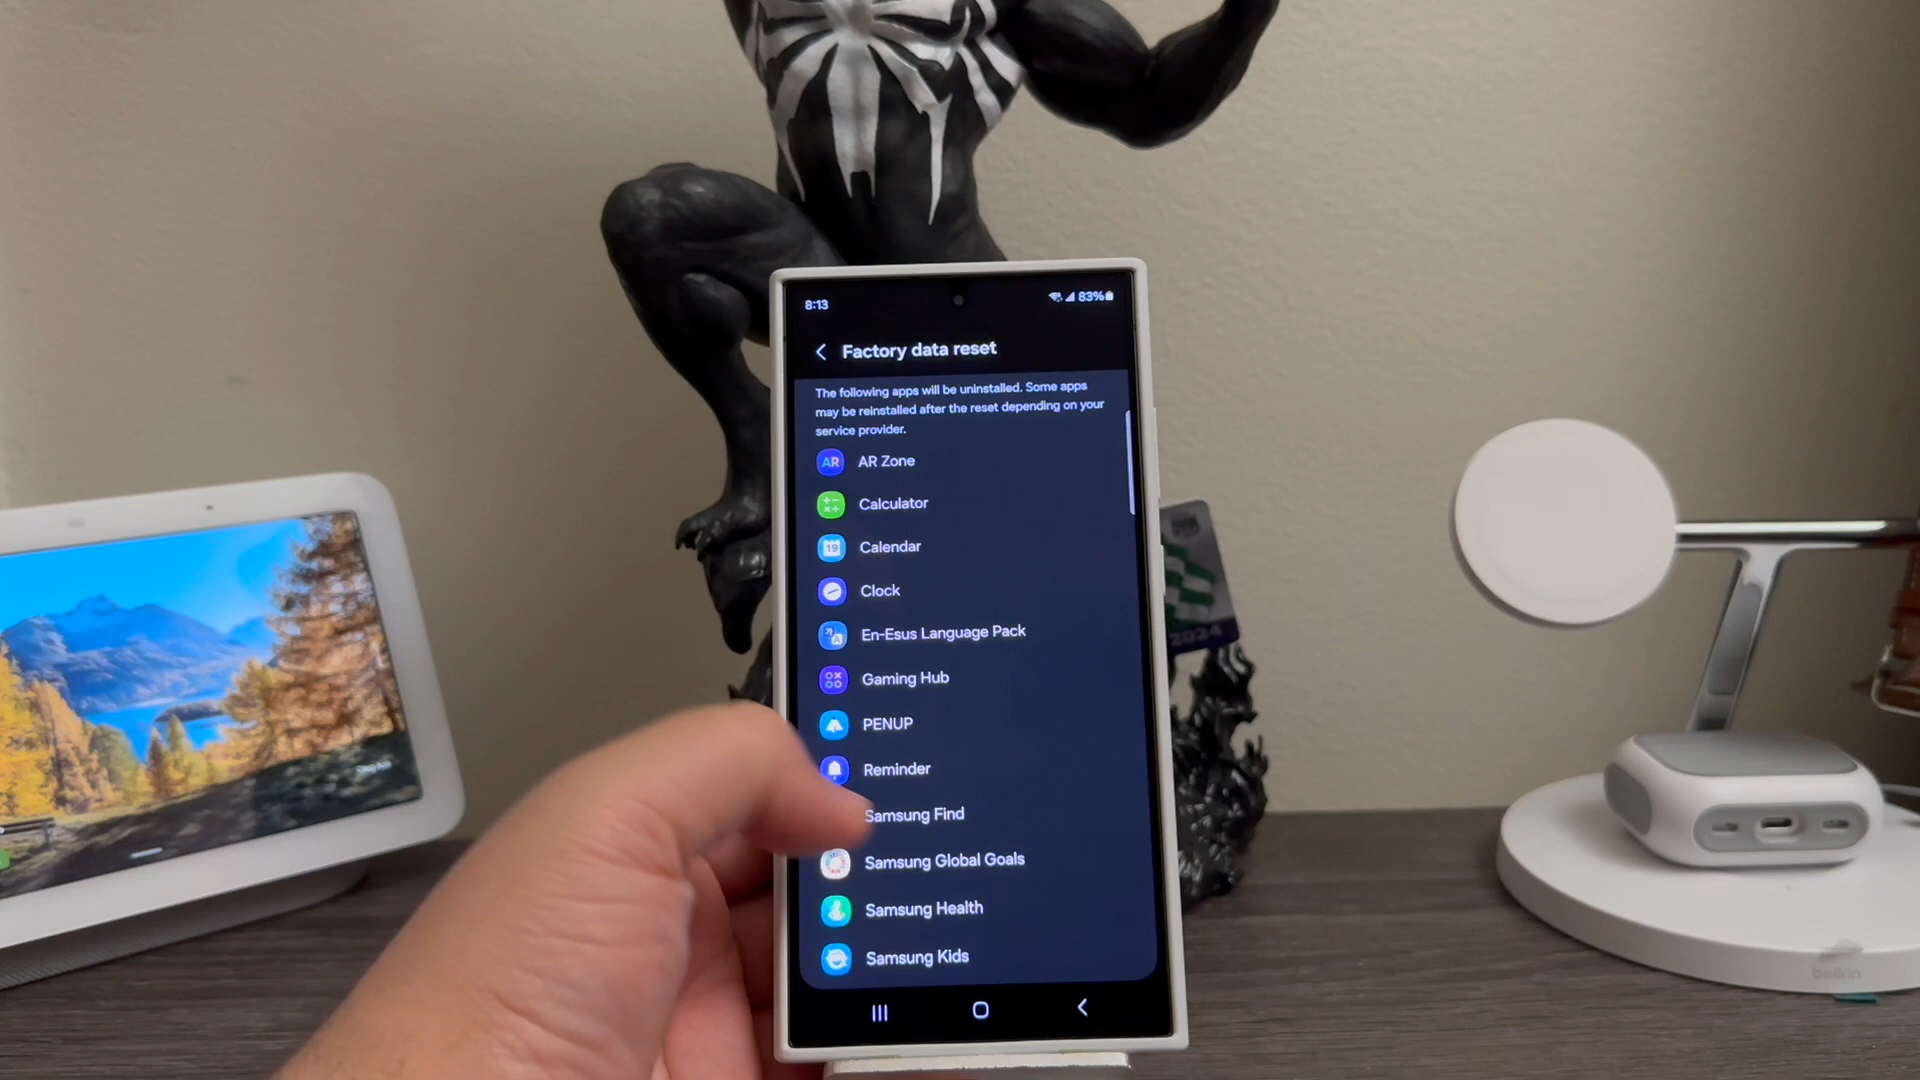 8:13
83%
Factory data reset
The following apps will be uninstalled. Some apps
may be reinstalled after the reset depending on your
service provider.
AR AR Zone
Calculator
19 Calendar
Clock
En-Esus Language Pack
Gaming Hub
PENUP
Reminder
Samsung Find
Samsung Global Goals
Samsung Health
Samsung Kids
2024
belkin